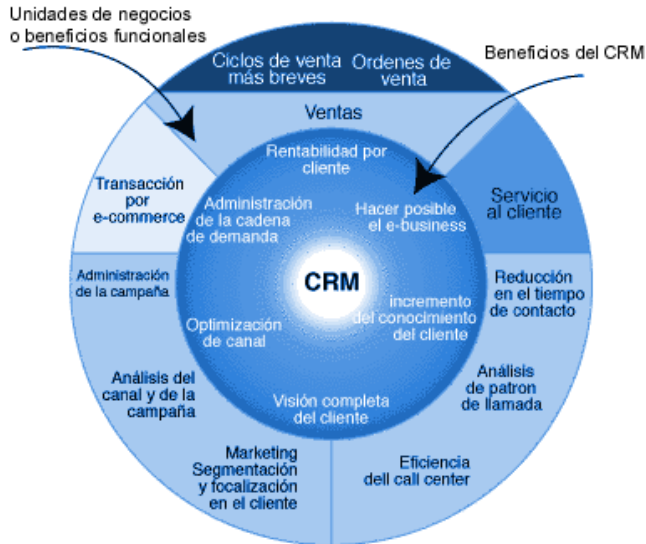 Unidades de negocios
o beneficios funcionales
Beneficios del CRM
Ciclos de venta
más breves
Ordenes de
venta
Ventas
Rentabilidad por
cliente
Transacción
por
e-commerce
Administración
de la cadena
de demanda
Hacer posible
el e-business
Servicio
al cliente
CRM
Administración
de la campaña
Reducción
en el tiempo
de contacto
Optimización
de canal
incremento
del conocimiento
del cliente
Análisis del
canal y de la
campaña
Análisis
de patron
de llamada
Visión completa
del cliente
Marketing
Segmentación
y focalización
en el cliente
Eficiencia
dell call center